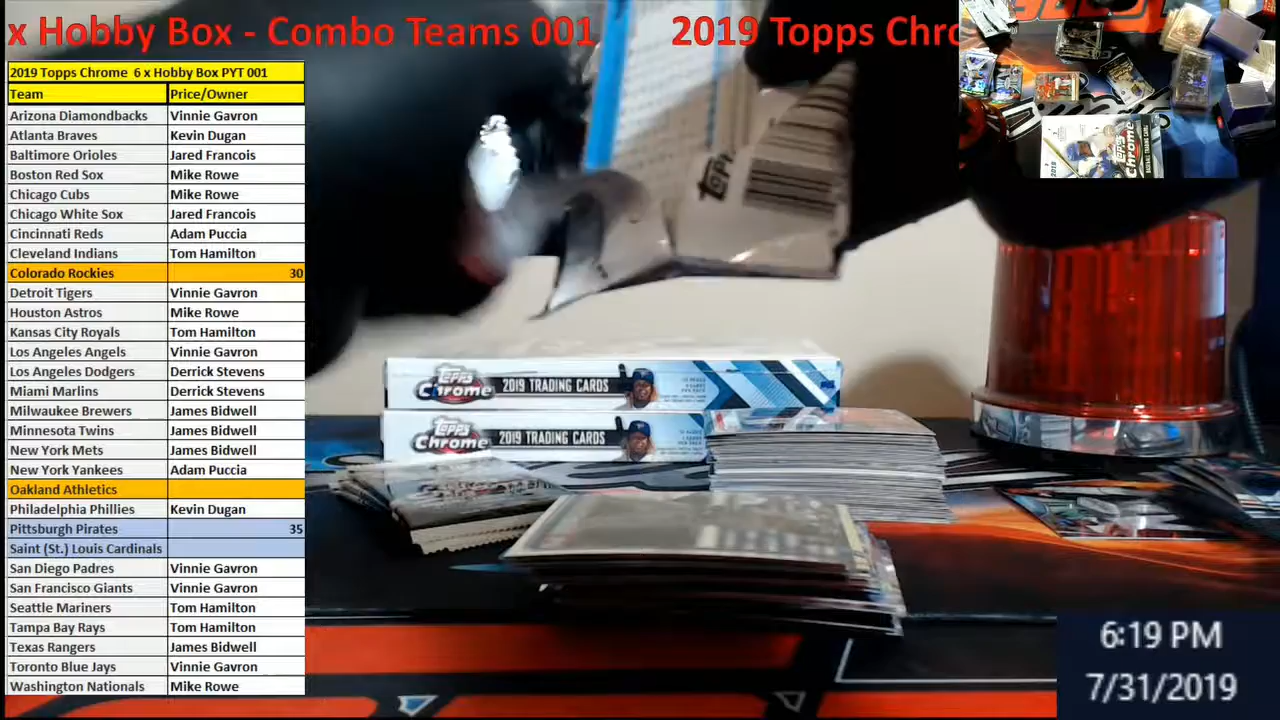 x Hobby Box - Combo Teams 001 2019 Topps Chro
2019 Topps Chrome 6 x Hobby Box PYT 001
Team Price/Owner
Arizona Diamondbacks Vinnie Gavron
Atlanta Braves Kevin Dugan
Baltimore Orioles Jared Francois
Boston Red Sox Mike Rowe
Chicago Cubs Mike Rowe
Chicago White Sox Jared Francois
Cincinnati Reds Adam Puccia
Cleveland Indians Tom Hamilton
Colorado Rockies 30
Detroit Tigers Vinnie Gavron
Houston Astros Mike Rowe
Kansas City Royals Tom Hamilton
Los Angeles Angels Vinnie Gavron
Los Angeles Dodgers Derrick Stevens
Miami Marlins Derrick Stevens
Milwaukee Brewers James Bidwell
Minnesota Twins James Bidwell
New York Mets James Bidwell
New York Yankees Adam Puccia
Oakland Athletics
Philadelphia Phillies Kevin Dugan
Pittsburgh Pirates 35
Saint (St.) Louis Cardinals
San Diego Padres Vinnie Gavron
San Francisco Giants Vinnie Gavron
Seattle Mariners Tom Hamilton
Tampa Bay Rays Tom Hamilton
Texas Rangers James Bidwell
Toronto Blue Jays Vinnie Gavron
Washington Nationals Mike Rowe
Topps
Topps Chrome 2019 TRADING CARDS
Topps Chrome 2019 TRADING CARDS
Topps Chrome
6:19 PM
7/31/2019